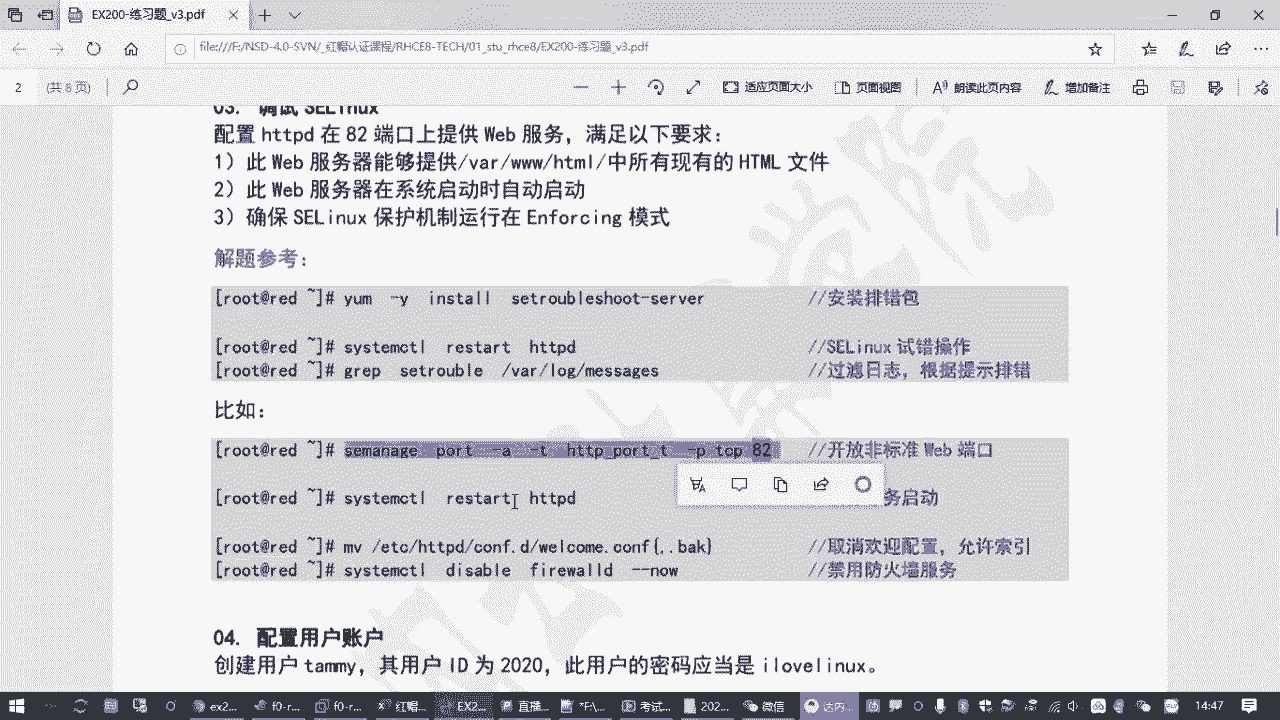 EX200-练习题_v3.pdf
file:///F:/NSD-4.0-SVN/_红帽认证课程/RHCE8-TECH/01_stu_rhce8/EX200-练习题_v3.pdf
2 (共 8 页) 适应页面大小 页面视图 朗读此页内容 增加备注
03. 调试 SELinux
配置 httpd 在 82 端口上提供 Web 服务，满足以下要求：
1）此 Web 服务器能够提供/var/www/html/中所有现有的 HTML 文件
2）此 Web 服务器在系统启动时自动启动
3）确保 SELinux 保护机制运行在 Enforcing 模式
解题参考：
[root@red ~]# yum -y install setroubleshoot-server //安装排错包
[root@red ~]# systemctl restart httpd //SELinux 试错操作
[root@red ~]# grep setrouble /var/log/messages //过滤日志，根据提示排错
比如：
[root@red ~]# semanage port -a -t http_port_t -p tcp 82 //开放非标准 Web 端口
[root@red ~]# systemctl restart httpd 务启动
[root@red ~]# mv /etc/httpd/conf.d/welcome.conf{,.bak} //取消欢迎配置，允许索引
[root@red ~]# systemctl disable firewalld --now //禁用防火墙服务
04. 配置用户账户
创建用户 tammy，其用户 ID 为 2020，此用户的密码应当是 ilovelinux。
ex2... f0-r... f0-r... 红帽... EX2... 直播... *F:\... 考试... 202... 微信 达内... 14:47